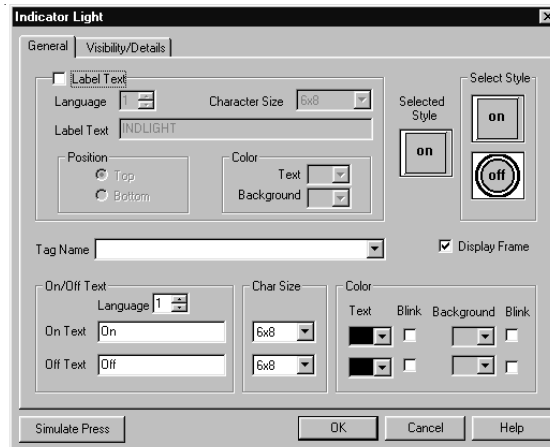 Indicator Light
General Visibility/Details
Label Text
Language 1 Character Size 6x8
Label Text INDLIGHT
Position
Top
Bottom
Color
Text
Background
Selected Style
on
Select Style
on
off
Tag Name
Display Frame
On/Off Text
Language 1
On Text On
Off Text Off
Char Size
6x8
6x8
Color
Text Blink Background Blink
Simulate Press OK Cancel Help